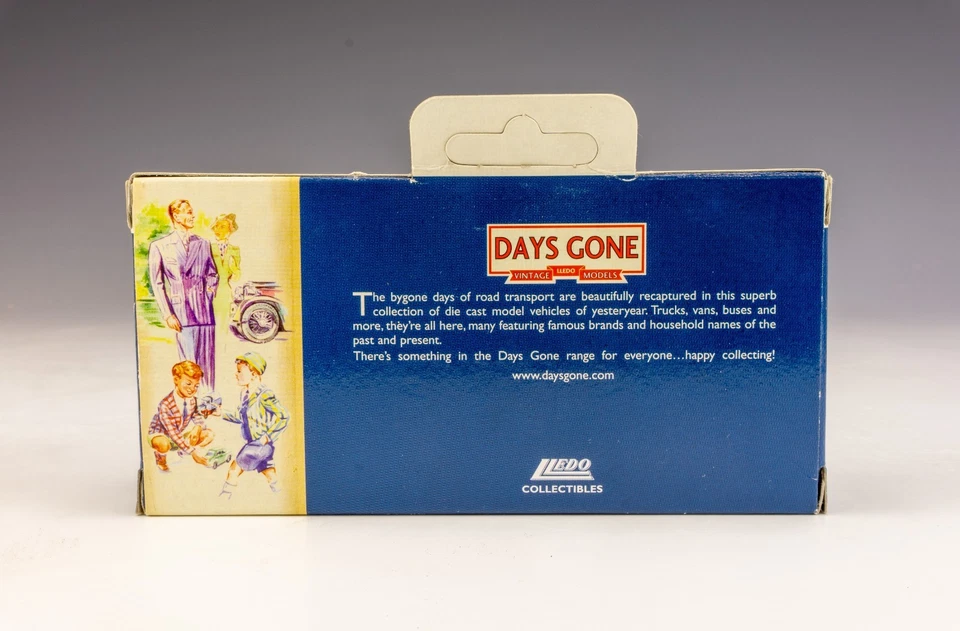 DAYS GONE
VINTAGE LLEDO MODELS
The bygone days of road transport are beautifully recaptured in this superb
collection of die cast model vehicles of yesteryear. Trucks, vans, buses and
more, they're all here, many featuring famous brands and household names of the
past and present.
There's something in the Days Gone range for everyone...happy collecting!
www.daysgone.com
LLEDO
COLLECTIBLES